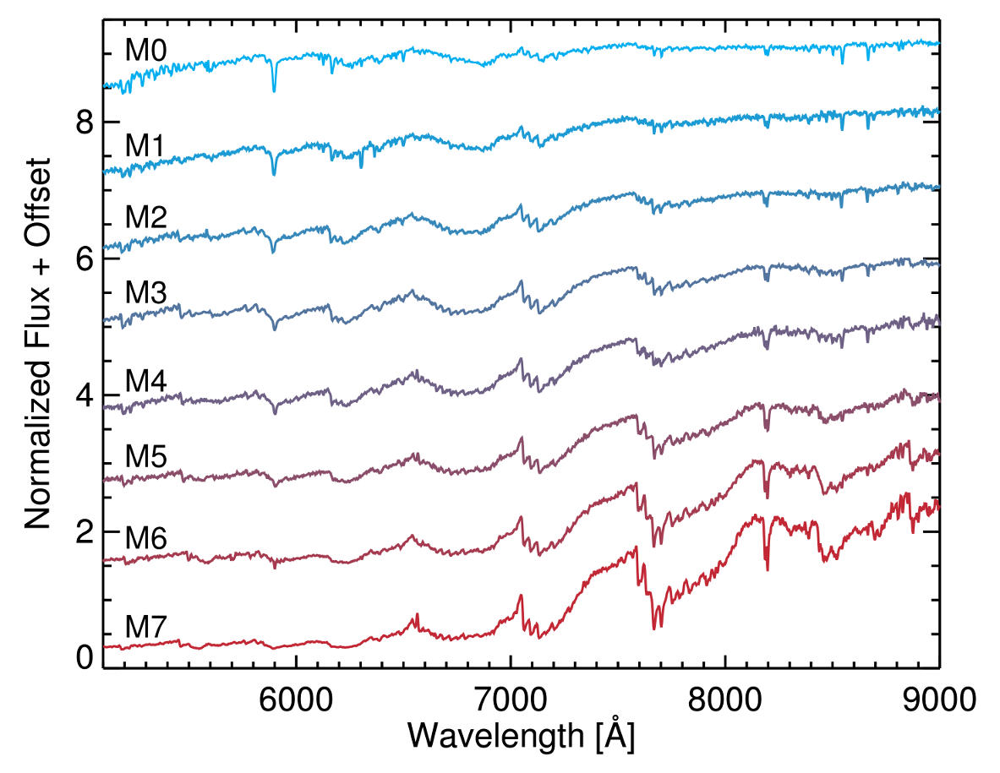 M0
8
M1
M2
6
M3
M4
4
M5
M6
2
M7
0
Normalized Flux + Offset
6000 7000 8000 9000
Wavelength [Å]